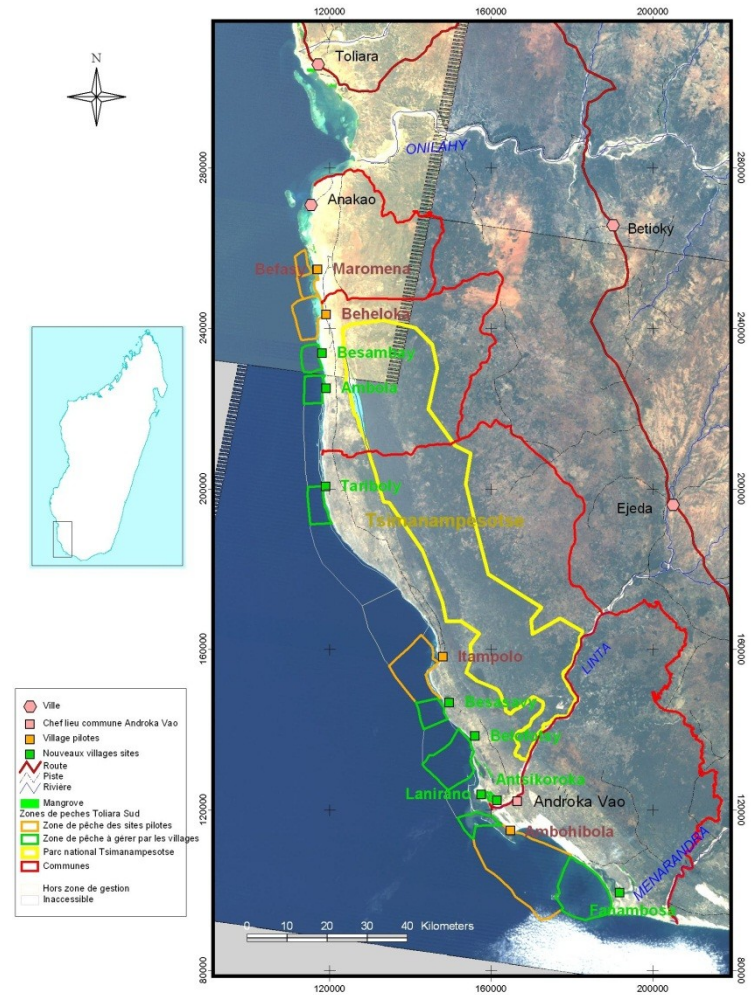 120000 160000 200000
N
Toliara
ONILAHY
280000 280000
Anakao
Betioky
Maromena
Beheloka
240000 240000
Besambay
Ambola
200000 200000
Tariboly
Ejeda
Tsimanampesotse
160000 160000
Itampolo
LINTA
Besasavy
Antsikoroka
Lanirano
Androka Vao
120000 120000
Ambohibola
MENARANDRA
Fanambosa
0 10 20 30 40 Kilometers
80000 80000
120000 160000 200000
Ville
Chef lieu commune Androka Vao
Village pilotes
Nouveaux villages sites
Route
Piste
Rivière
Mangrove
Zones de peches Toliara Sud
Zone de pêche des sites pilotes
Zone de pêche à gérer par les villages
Parc national Tsimanampesotse
Communes
Hors zone de gestion
Inaccessible